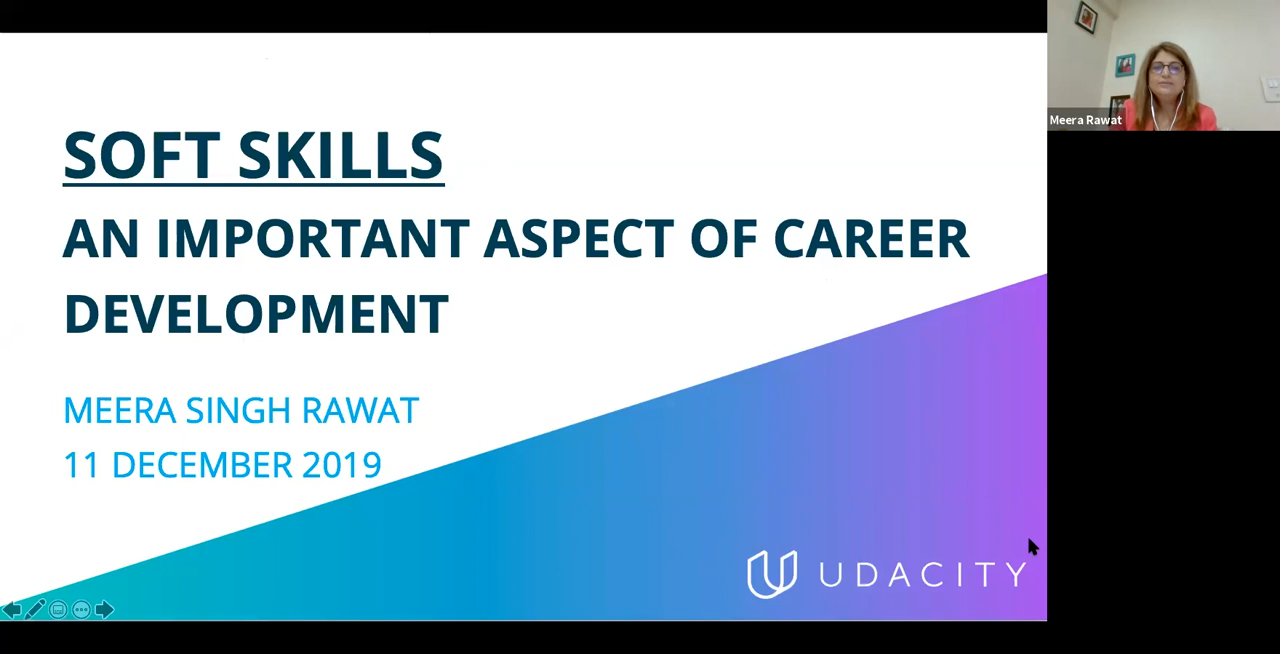 SOFT SKILLS
AN IMPORTANT ASPECT OF CAREER
DEVELOPMENT
MEERA SINGH RAWAT
11 DECEMBER 2019
UDACITY
Meera Rawat